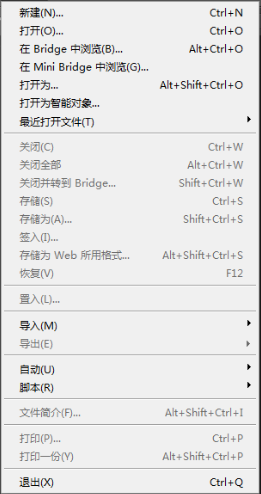 新建(N)... Ctrl+N
打开(O)... Ctrl+O
在 Bridge 中浏览(B)... Alt+Ctrl+O
在 Mini Bridge 中浏览(G)...
打开为... Alt+Shift+Ctrl+O
打开为智能对象...
最近打开文件(T)
关闭(C) Ctrl+W
关闭全部 Alt+Ctrl+W
关闭并转到 Bridge... Shift+Ctrl+W
存储(S) Ctrl+S
存储为(A)... Shift+Ctrl+S
签入(I)...
存储为 Web 所用格式... Alt+Shift+Ctrl+S
恢复(V) F12
置入(L)...
导入(M)
导出(E)
自动(U)
脚本(R)
文件简介(F)... Alt+Shift+Ctrl+I
打印(P)... Ctrl+P
打印一份(Y) Alt+Shift+Ctrl+P
退出(X) Ctrl+Q